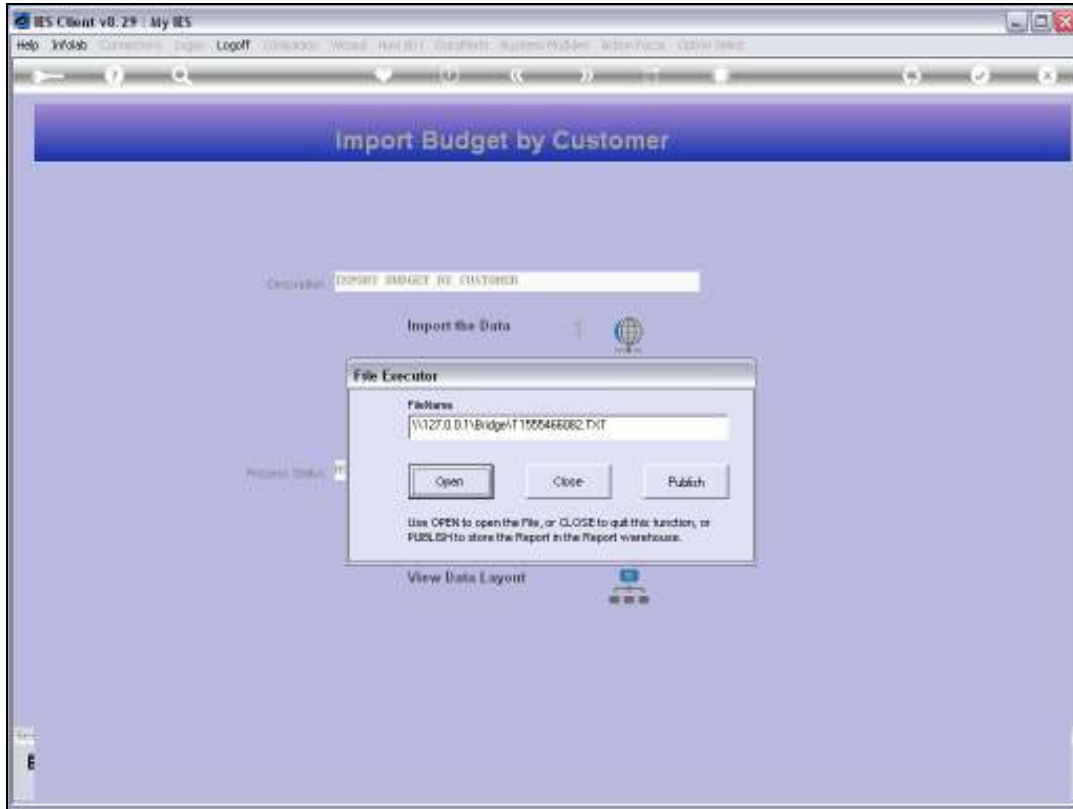 IES Client v8.29 : My IES
Help Infolab Logoff
Import Budget by Customer
Description IMPORT BUDGET BY CUSTOMER
Import the Data
File Executor
FileName
\\127.0.0.1\Bridge\T1555466082.TXT
Process Status
Open Close Publish
Use OPEN to open the File, or CLOSE to quit this function, or
PUBLISH to store the Report in the Report warehouse.
View Data Layout